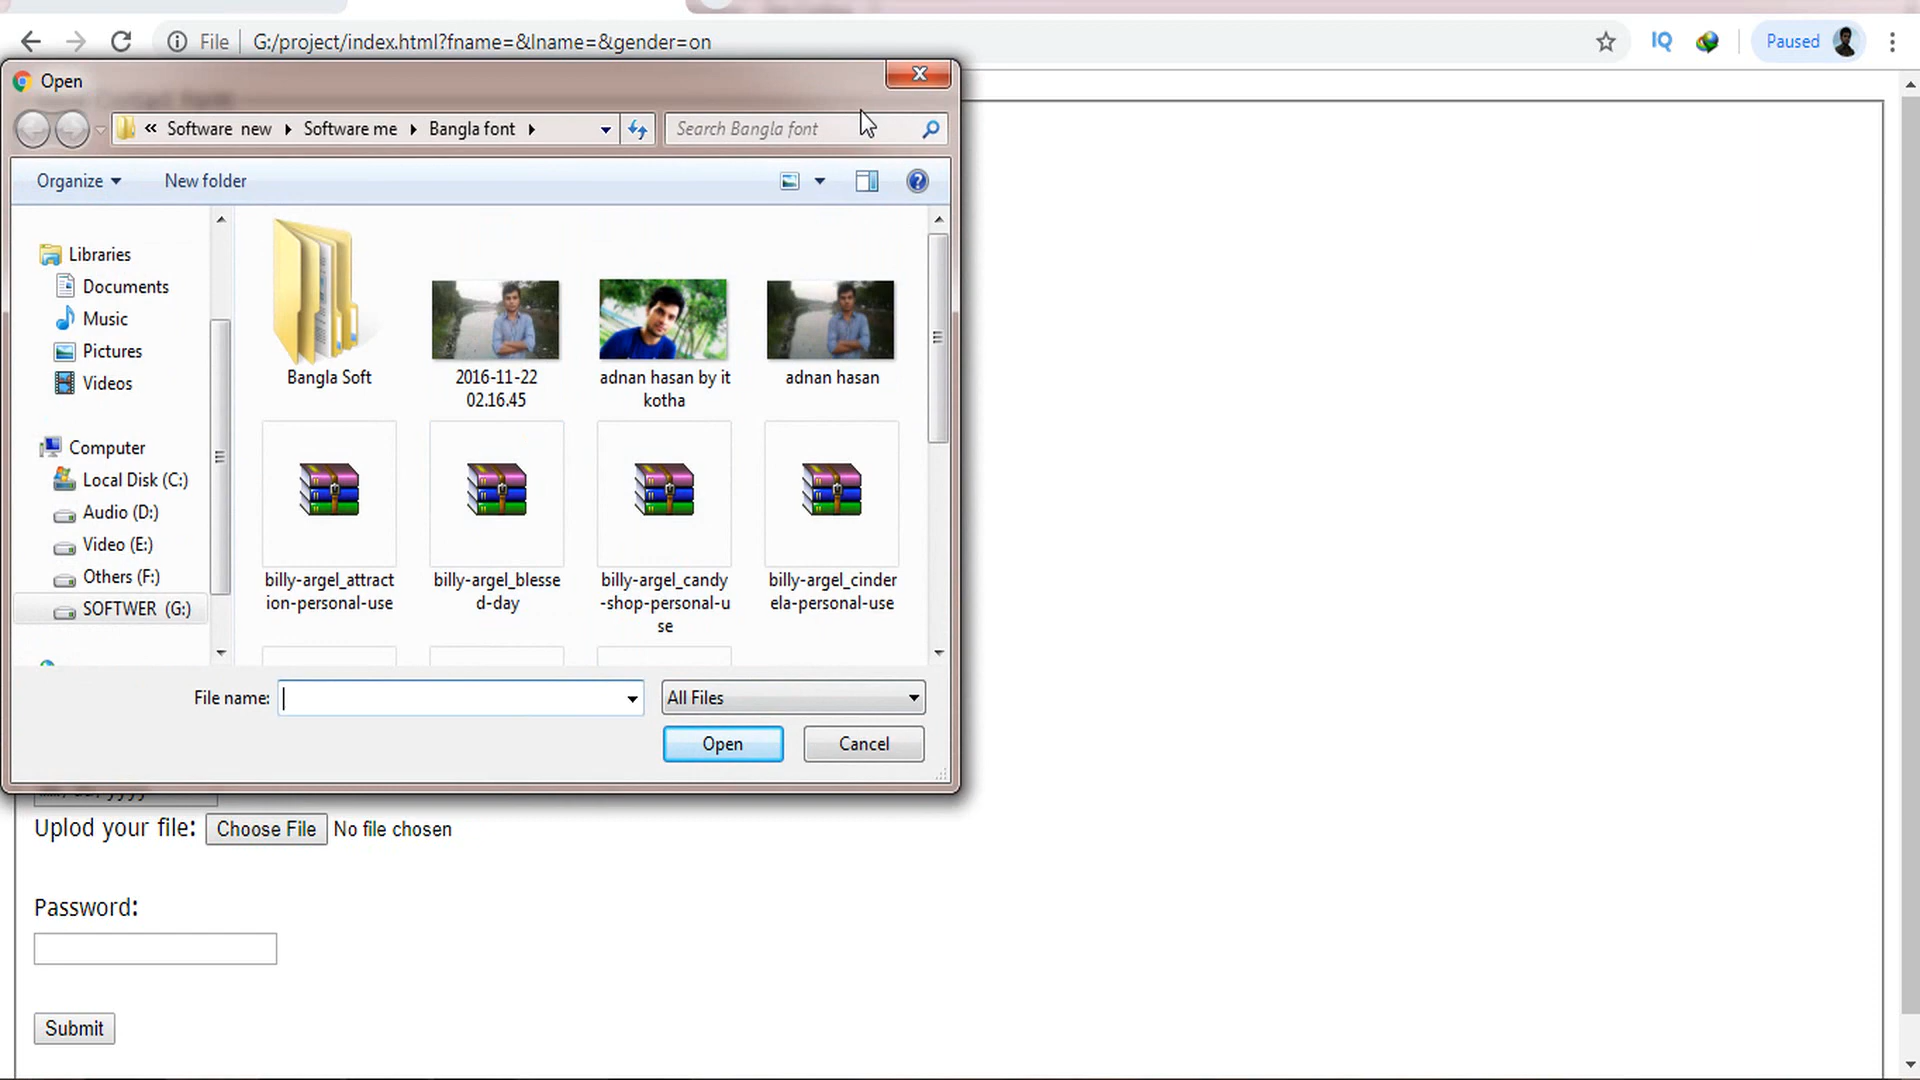 File G:/project/index.html?fname=&lname=&gender=on Paused
Open
« Software new Software me Bangla font Search Bangla font
Organize New folder
Libraries
Documents
Music
Pictures
Videos
Computer
Local Disk (C:)
Audio (D:)
Video (E:)
Others (F:)
SOFTWER (G:)
Bangla Soft
2016-11-22
02.16.45
adnan hasan by it
kotha
adnan hasan
billy-argel_attract
ion-personal-use
billy-argel_blesse
d-day
billy-argel_candy
-shop-personal-u
se
billy-argel_cinder
ela-personal-use
File name: All Files
Open Cancel
Uplod your file: Choose File No file chosen
Password:
Submit